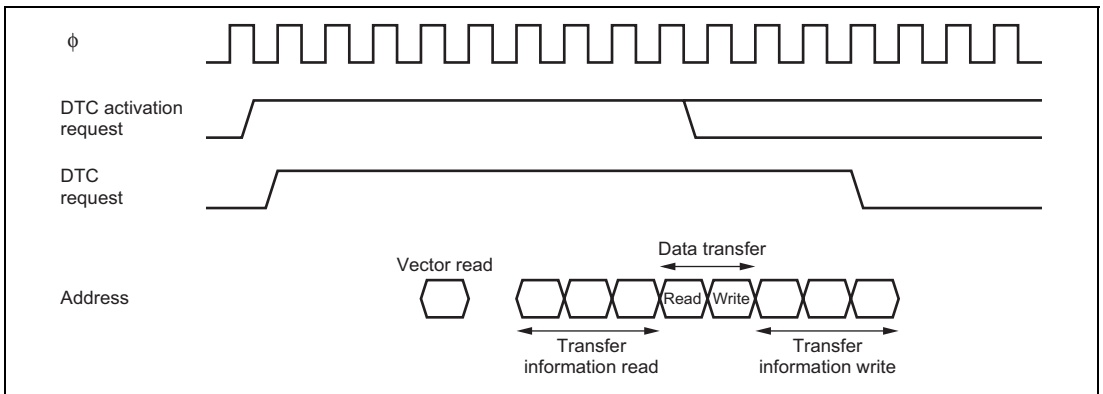 ϕ
DTC activation
request
DTC
request
Data transfer
Vector read
Address
Read Write
Transfer
information read
Transfer
information write